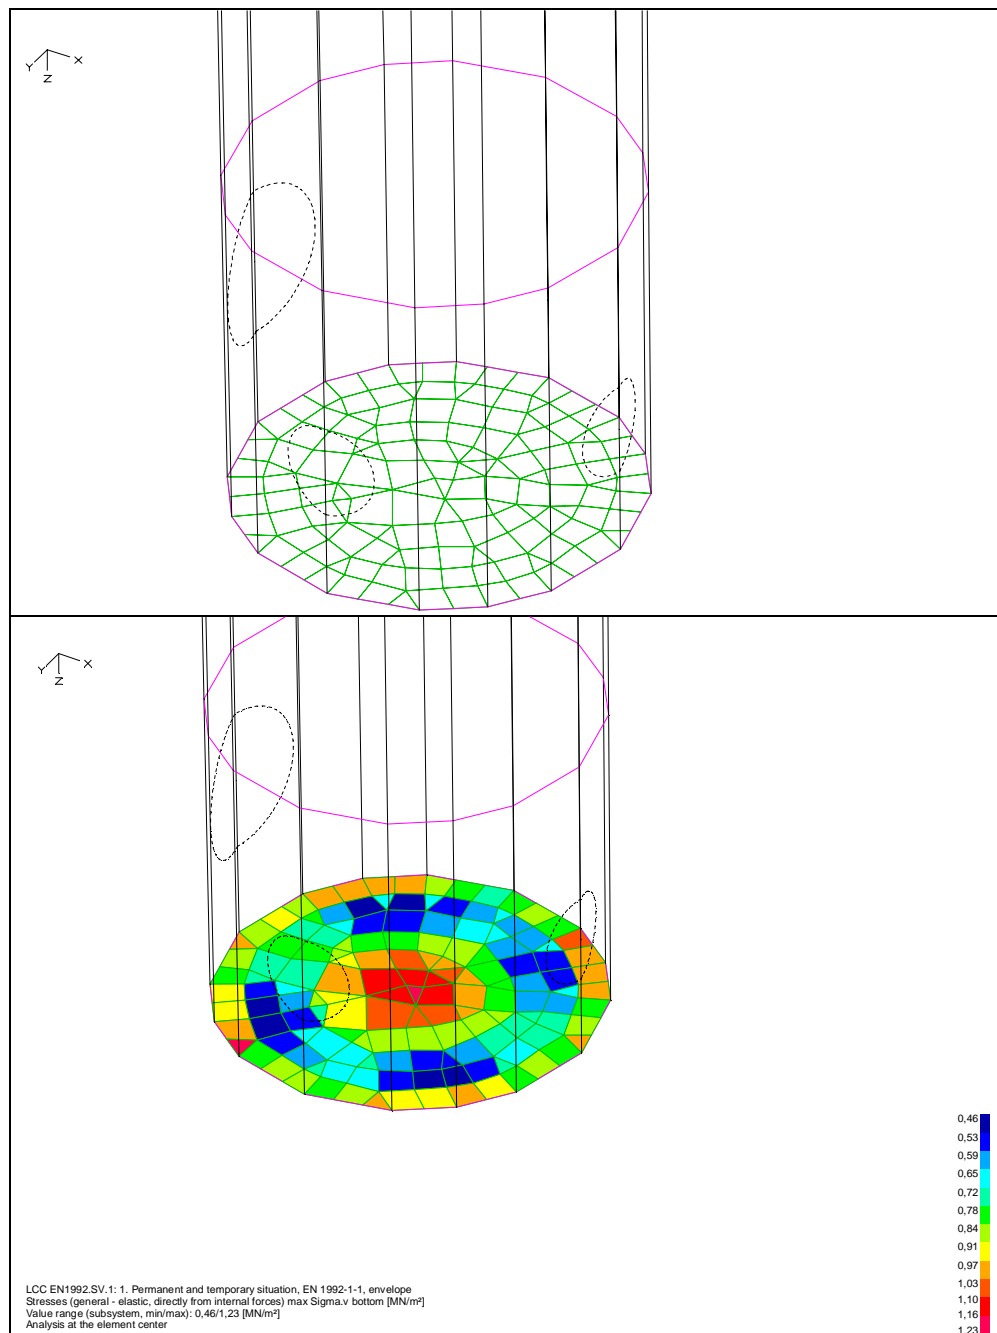 X
Y
Z
X
Y
Z
0,46
0,53
0,59
0,65
0,72
0,78
0,84
0,91
0,97
1,03
1,10
1,16
1,23
LCC EN1992.SV.1: 1. Permanent and temporary situation, EN 1992-1-1, envelope
Stresses (general - elastic, directly from internal forces) max Sigma.v bottom [MN/m²]
Value range (subsystem, min/max): 0,46/1,23 [MN/m²]
Analysis at the element center